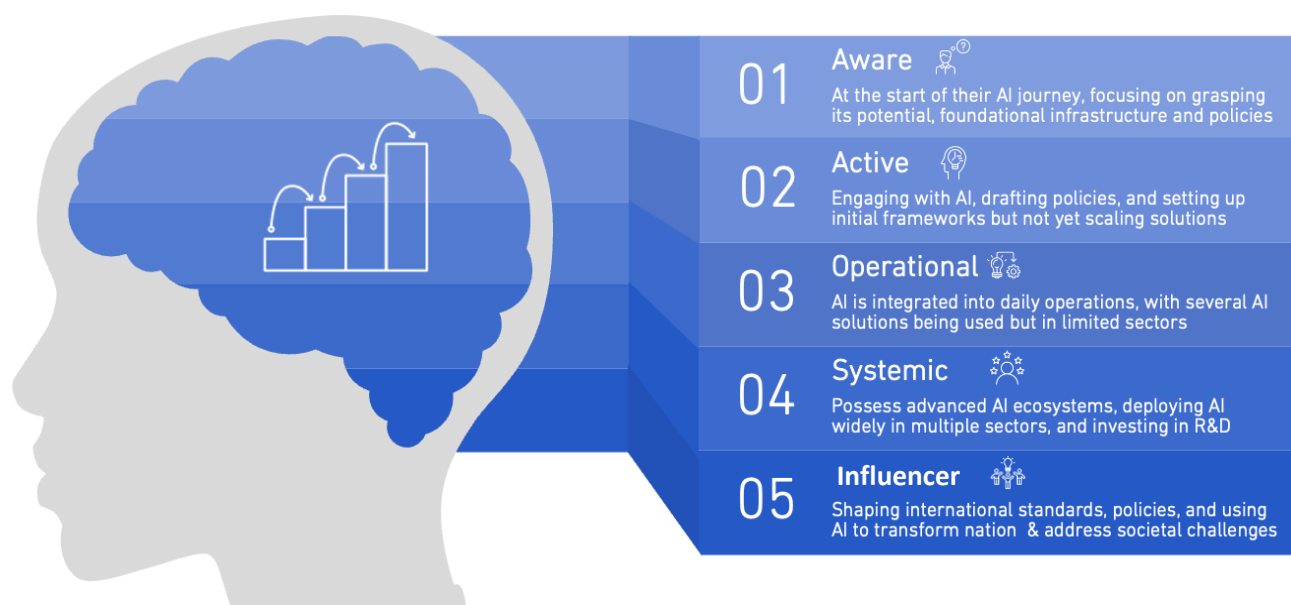 01
Aware
At the start of their AI journey, focusing on grasping
its potential, foundational infrastructure and policies
02
Active
Engaging with AI, drafting policies, and setting up
initial frameworks but not yet scaling solutions
03
Operational
AI is integrated into daily operations, with several AI
solutions being used but in limited sectors
04
Systemic
Possess advanced AI ecosystems, deploying AI
widely in multiple sectors, and investing in R&D
05
Influencer
Shaping international standards, policies, and using
AI to transform nation & address societal challenges